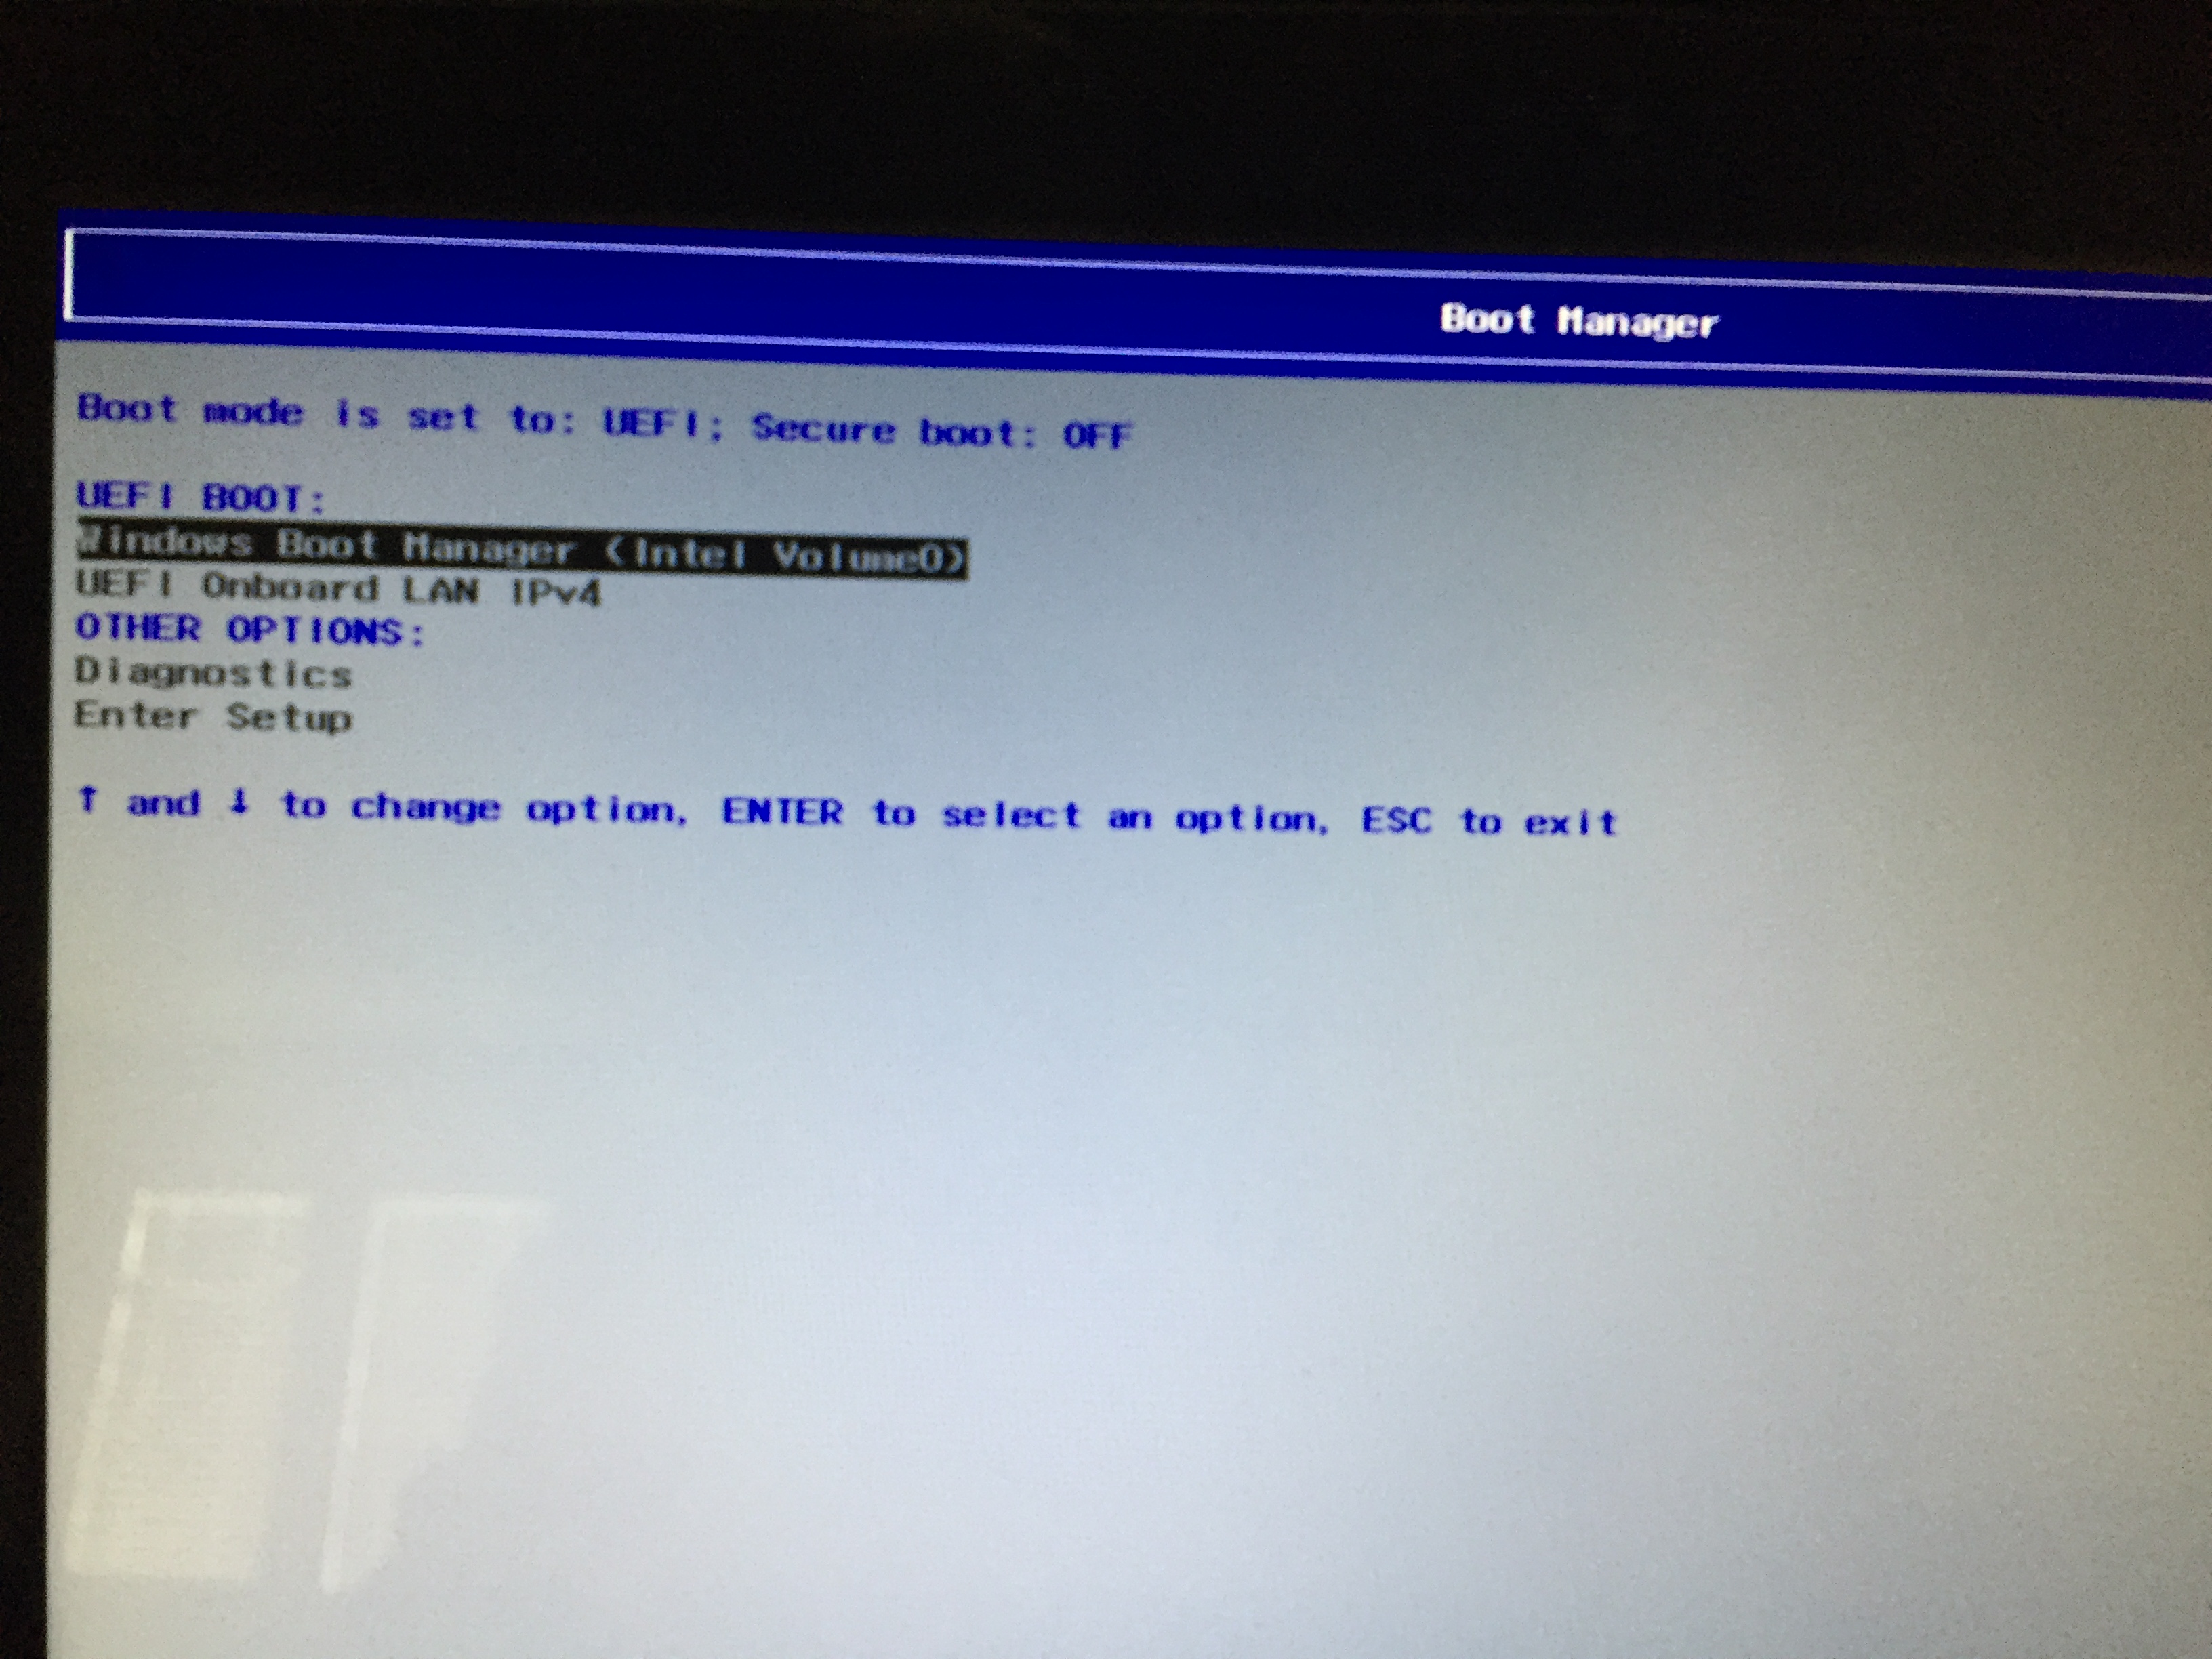 Boot Manager
Boot mode is set to: UEFI; Secure boot: OFF
UEFI BOOT:
Windows Boot Manager (Intel Volume0)
UEFI Onboard LAN IPv4
OTHER OPTIONS:
Diagnostics
Enter Setup
↑ and ↓ to change option, ENTER to select an option, ESC to exit